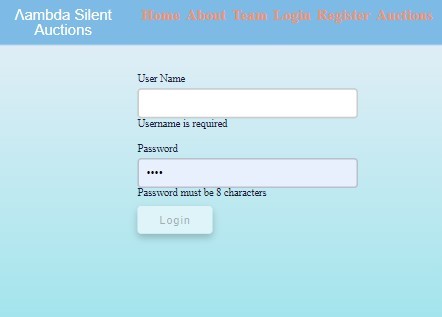 Λambda Silent
Auctions
Home About Team Login Register Auctions
User Name
Username is required
Password
••••
Password must be 8 characters
Login